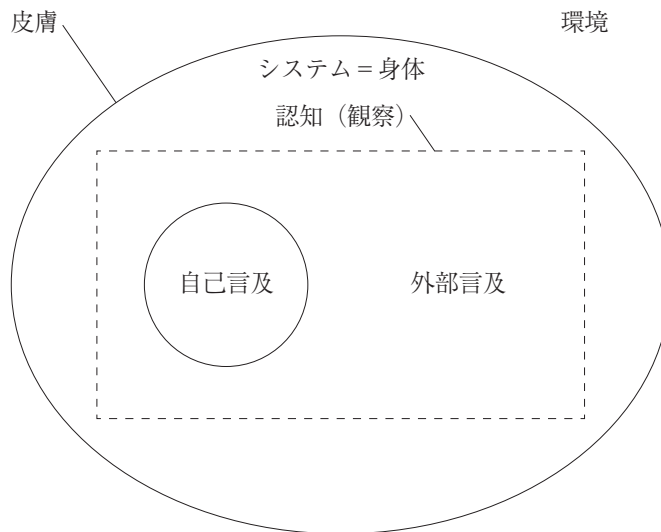 皮膚
環境
システム＝身体
認知（観察）
自己言及
外部言及